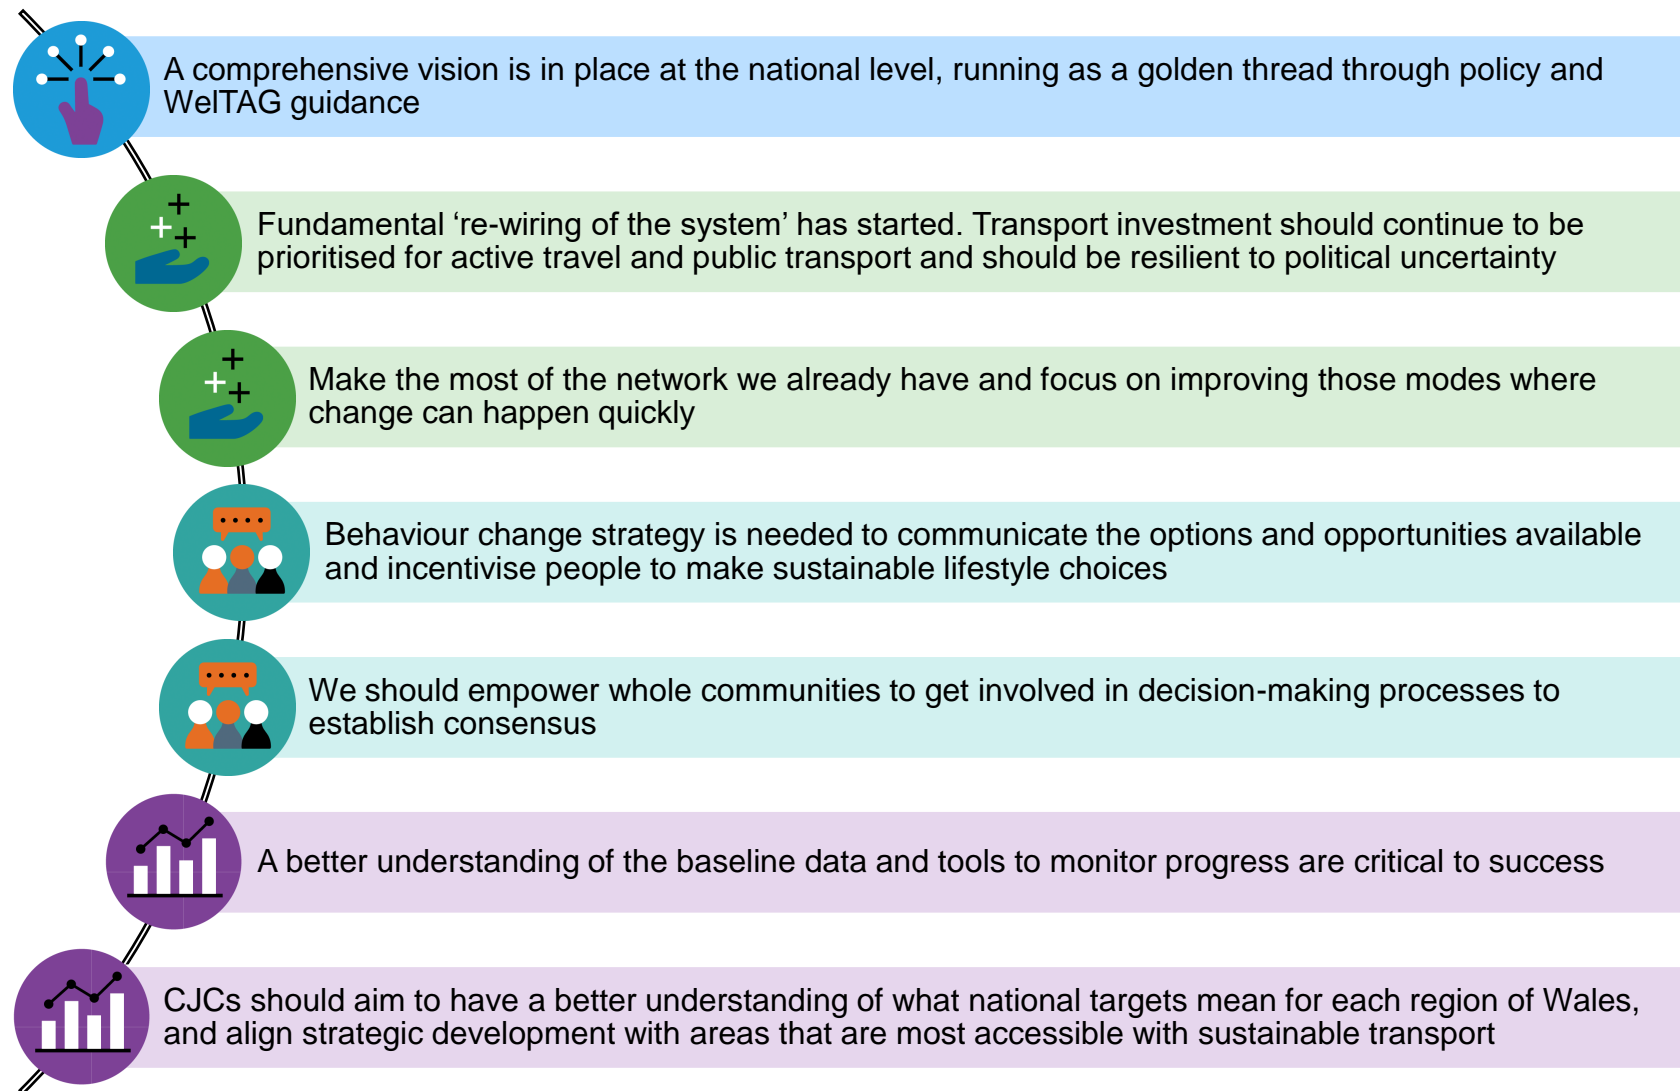 A comprehensive vision is in place at the national level, running as a golden thread through policy and
WelTAG guidance
Fundamental ‘re-wiring of the system’ has started. Transport investment should continue to be
prioritised for active travel and public transport and should be resilient to political uncertainty
Make the most of the network we already have and focus on improving those modes where
change can happen quickly
Behaviour change strategy is needed to communicate the options and opportunities available
and incentivise people to make sustainable lifestyle choices
We should empower whole communities to get involved in decision-making processes to
establish consensus
A better understanding of the baseline data and tools to monitor progress are critical to success
CJCs should aim to have a better understanding of what national targets mean for each region of Wales,
and align strategic development with areas that are most accessible with sustainable transport